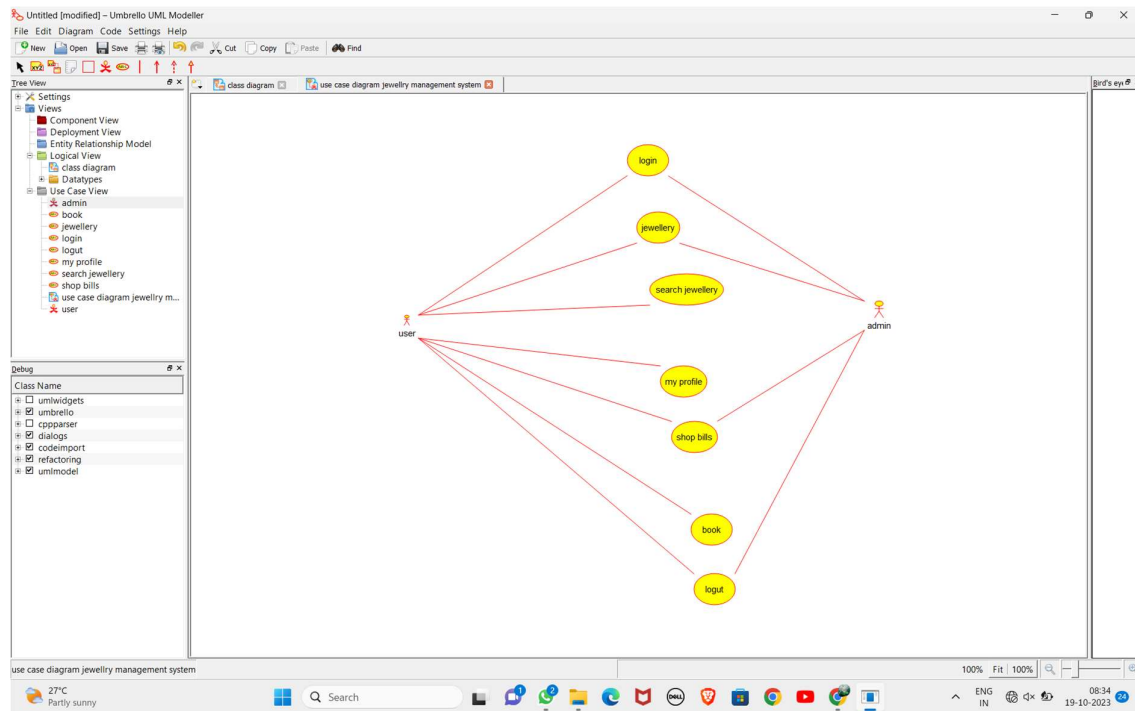 Untitled [modified] – Umbrello UML Modeller
File Edit Diagram Code Settings Help
New Open Save Cut Copy Paste Find
Tree View
class diagram use case diagram jewellry management system
Bird's eye
Settings
Views
Component View
Deployment View
Entity Relationship Model
Logical View
class diagram
Datatypes
Use Case View
admin
book
jewellery
login
logut
my profile
search jewellery
shop bills
use case diagram jewellry m...
user
Debug
Class Name
umlwidgets
umbrello
cppparser
dialogs
codeimport
refactoring
umlmodel
login
jewellery
search jewellery
user
admin
my profile
shop bills
book
logut
use case diagram jewellry management system
100% Fit 100%
27°C
Partly sunny
Search
DELL
ENG
IN
08:34
19-10-2023
24